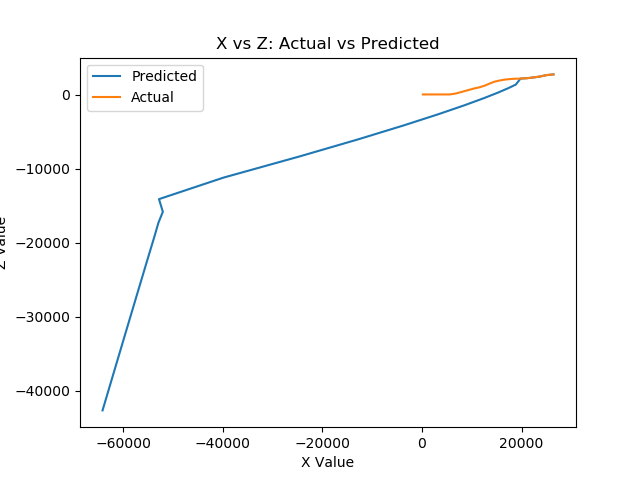 X vs Z: Actual vs Predicted
Predicted
Actual
0
−10000
−20000
−30000
−40000
Z Value
−60000
−40000
−20000
0
20000
X Value